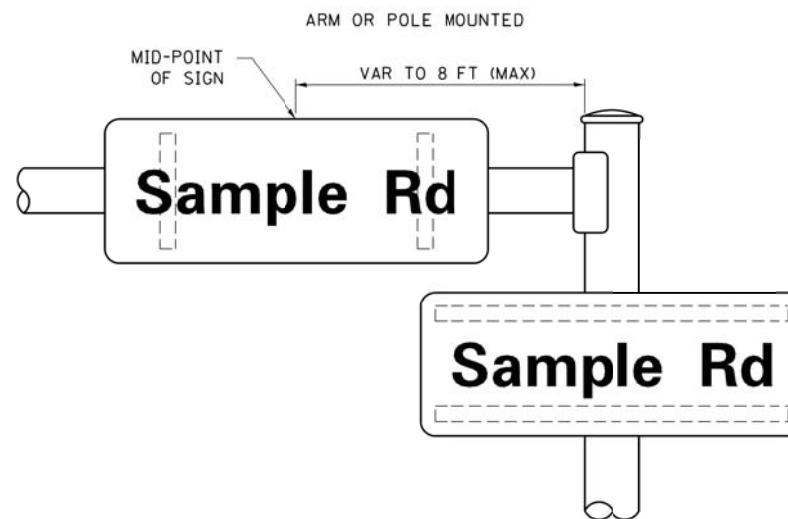 ARM OR POLE MOUNTED
MID-POINT
OF SIGN
VAR TO 8 FT (MAX)
Sample Rd
Sample Rd